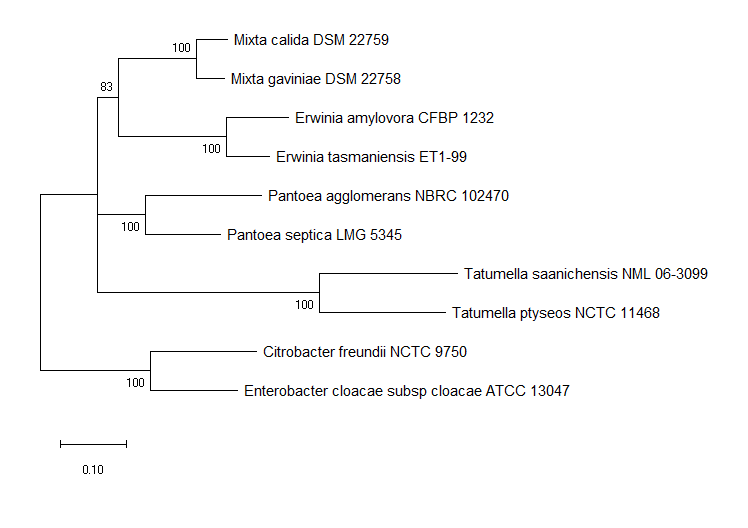 Mixta calida DSM 22759
100
Mixta gaviniae DSM 22758
83
Erwinia amylovora CFBP 1232
100
Erwinia tasmaniensis ET1-99
Pantoea agglomerans NBRC 102470
100
Pantoea septica LMG 5345
Tatumella saanichensis NML 06-3099
100
Tatumella ptyseos NCTC 11468
Citrobacter freundii NCTC 9750
100
Enterobacter cloacae subsp cloacae ATCC 13047
0.10